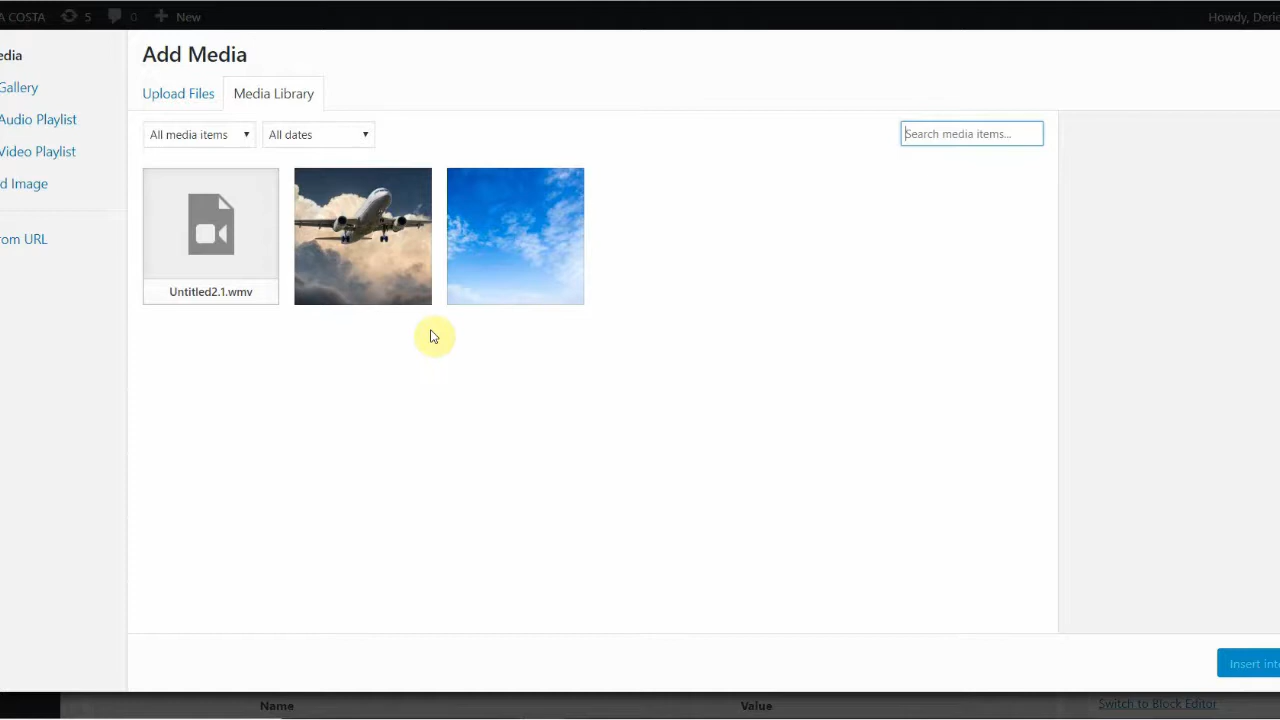 A COSTA 5 0 New Howdy, Derie
edia
Gallery
Audio Playlist
Video Playlist
d Image
rom URL
Add Media
Upload Files Media Library
All media items All dates Search media items...
Untitled2.1.wmv
Insert int
Name Value Switch to Block Editor